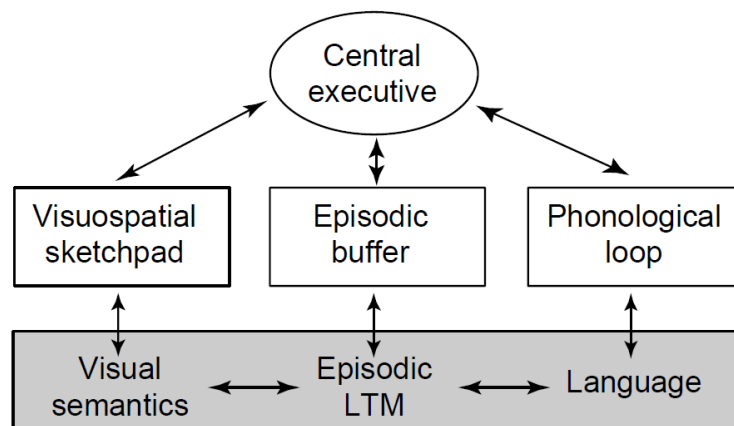 Central
executive
Visuospatial
sketchpad
Episodic
buffer
Phonological
loop
Visual
semantics
Episodic
LTM
Language